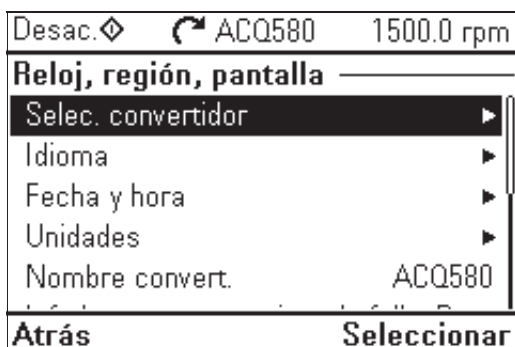 Desac. ACQ580 1500.0 rpm
Reloj, región, pantalla
Selec. convertidor
Idioma
Fecha y hora
Unidades
Nombre convert. ACQ580
Atrás Seleccionar